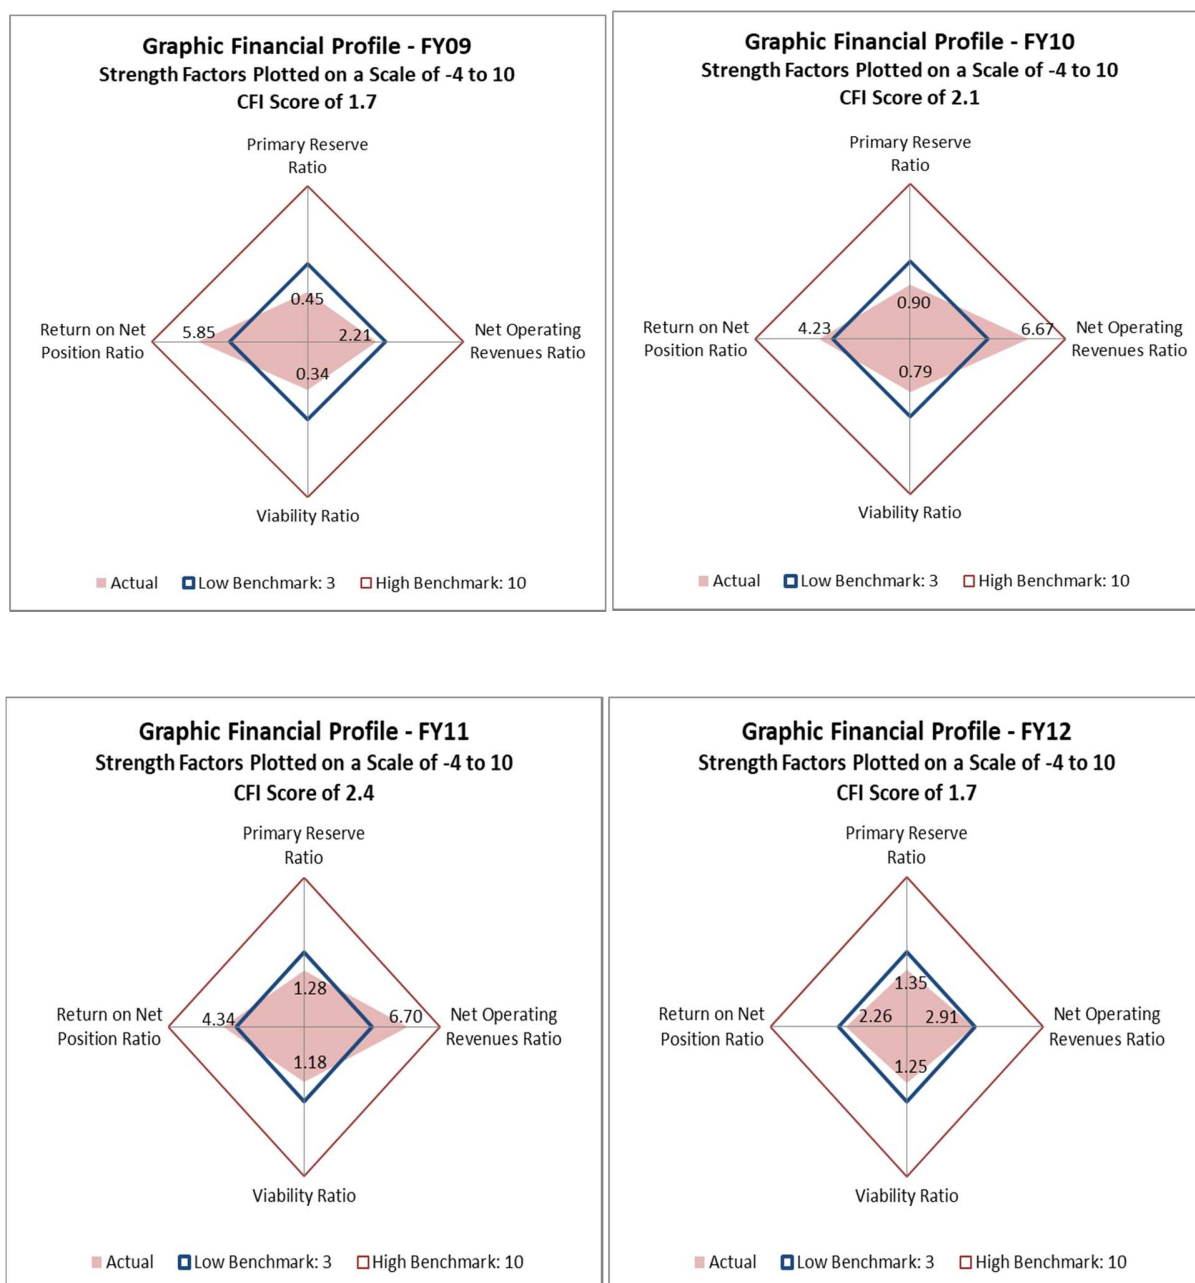 Graphic Financial Profile - FY09
Strength Factors Plotted on a Scale of -4 to 10
CFI Score of 1.7
Primary Reserve
Ratio
0.45
Return on Net
Position Ratio
5.85
2.21
Net Operating
Revenues Ratio
0.34
Viability Ratio
Actual Low Benchmark: 3 High Benchmark: 10
Graphic Financial Profile - FY10
Strength Factors Plotted on a Scale of -4 to 10
CFI Score of 2.1
Primary Reserve
Ratio
0.90
Return on Net
Position Ratio
4.23
6.67
Net Operating
Revenues Ratio
0.79
Viability Ratio
Actual Low Benchmark: 3 High Benchmark: 10
Graphic Financial Profile - FY11
Strength Factors Plotted on a Scale of -4 to 10
CFI Score of 2.4
Primary Reserve
Ratio
1.28
Return on Net
Position Ratio
4.34
6.70
Net Operating
Revenues Ratio
1.18
Viability Ratio
Actual Low Benchmark: 3 High Benchmark: 10
Graphic Financial Profile - FY12
Strength Factors Plotted on a Scale of -4 to 10
CFI Score of 1.7
Primary Reserve
Ratio
1.35
Return on Net
Position Ratio
2.26
2.91
Net Operating
Revenues Ratio
1.25
Viability Ratio
Actual Low Benchmark: 3 High Benchmark: 10